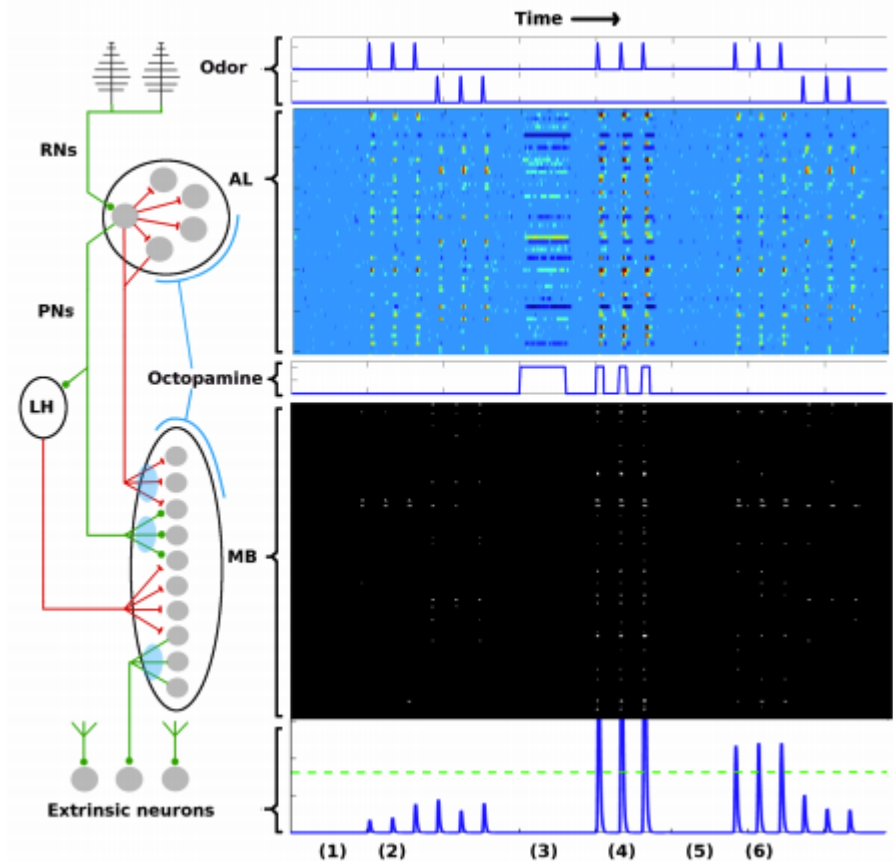 Time
Odor
RNs
AL
PNs
Octopamine
LH
MB
Extrinsic neurons
(1) (2) (3) (4) (5) (6)